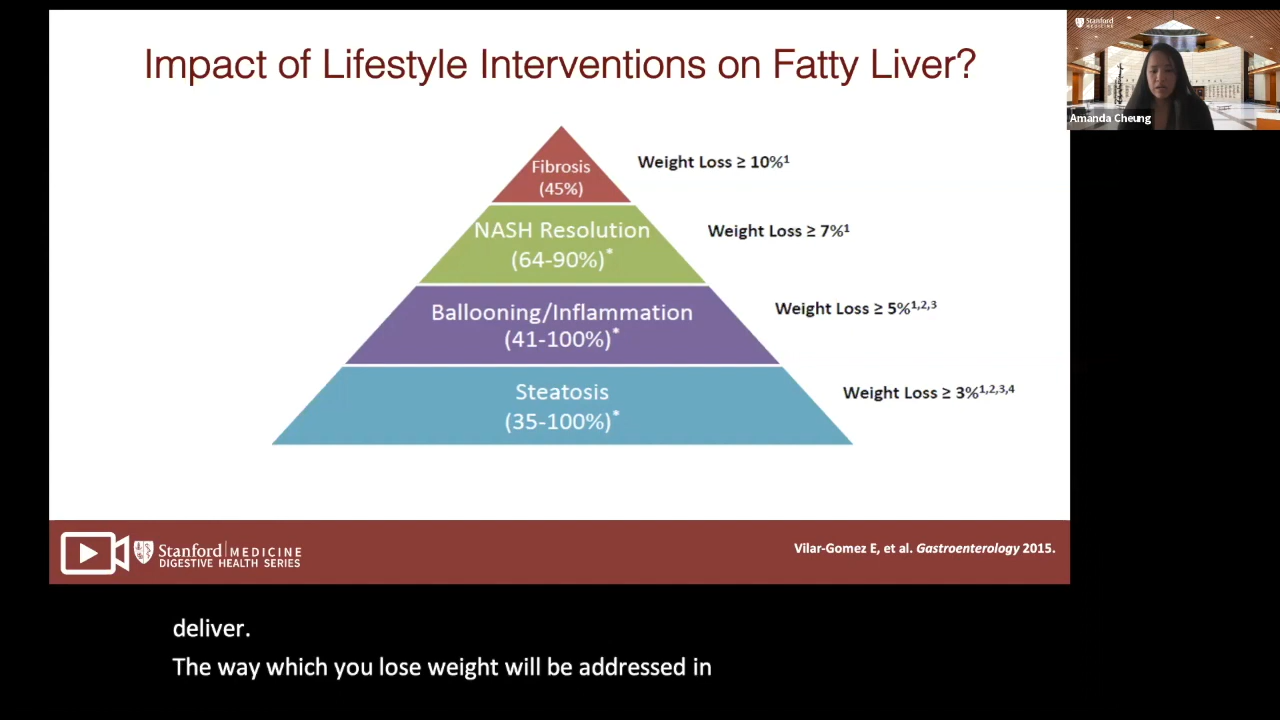 Impact of Lifestyle Interventions on Fatty Liver?
Stanford
MEDICINE
Amanda Cheung
Fibrosis
(45%)
Weight Loss ≥ 10%¹
NASH Resolution
(64-90%)*
Weight Loss ≥ 7%¹
Ballooning/Inflammation
(41-100%)*
Weight Loss ≥ 5%¹,²,³
Steatosis
(35-100%)*
Weight Loss ≥ 3%¹,²,³,⁴
Stanford MEDICINE
DIGESTIVE HEALTH SERIES
Vilar-Gomez E, et al. Gastroenterology 2015.
deliver.
The way which you lose weight will be addressed in